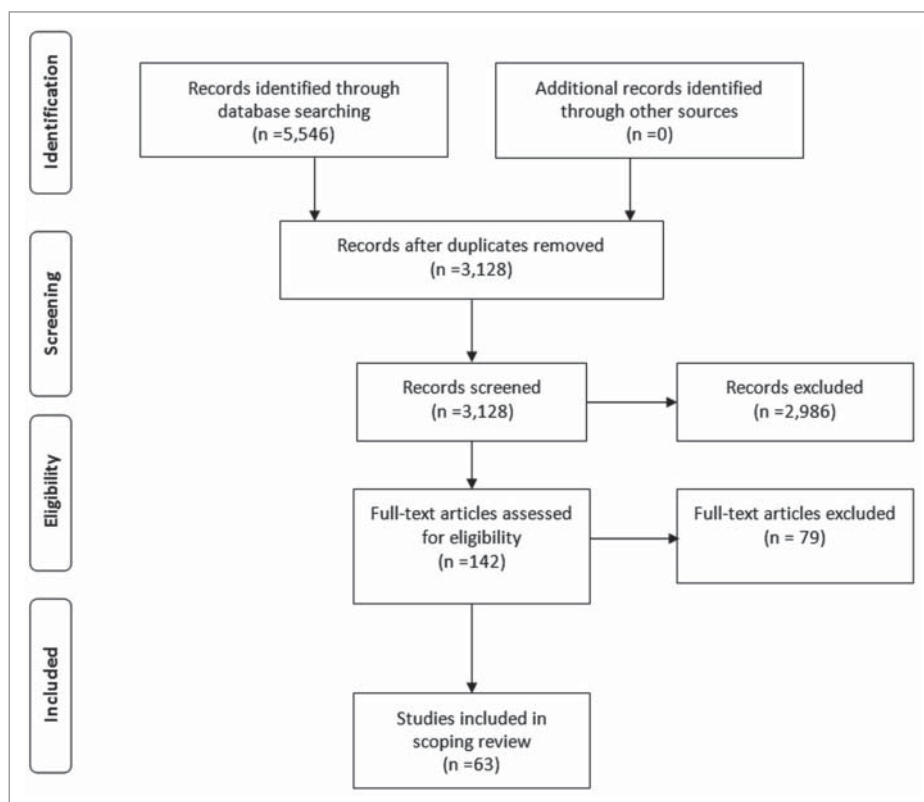 Identification
Records identified through
database searching
(n =5,546)
Additional records identified
through other sources
(n =0)
Screening
Records after duplicates removed
(n =3,128)
Records screened
(n =3,128)
Records excluded
(n =2,986)
Eligibility
Full-text articles assessed
for eligibility
(n =142)
Full-text articles excluded
(n = 79)
Included
Studies included in
scoping review
(n =63)